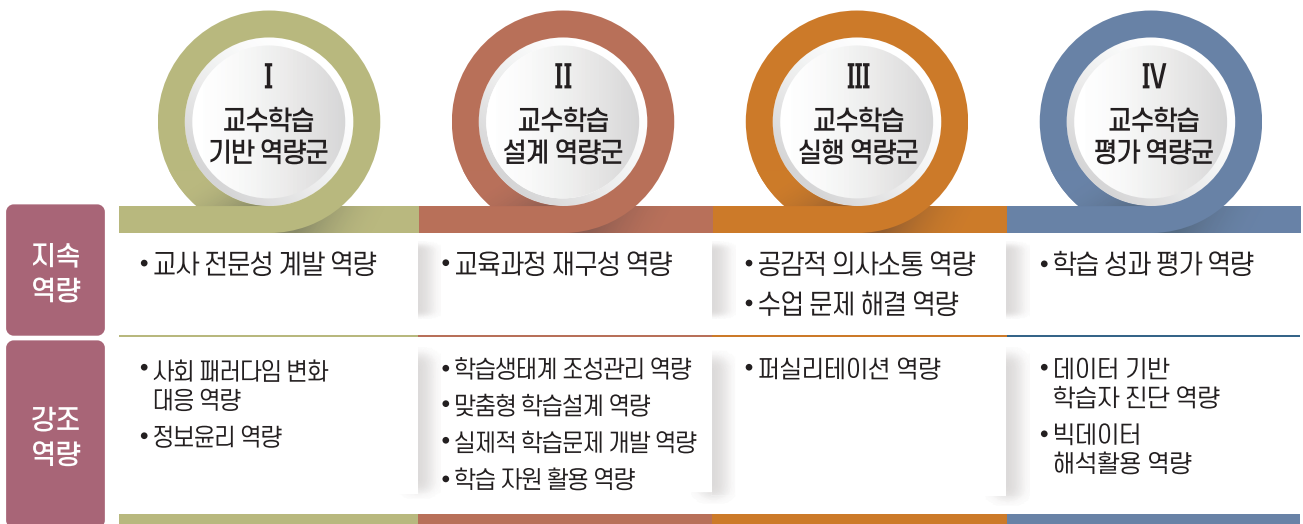 I
교수학습
기반 역량군
II
교수학습
설계 역량군
III
교수학습
실행 역량군
IV
교수학습
평가 역량균
지속
역량
• 교사 전문성 계발 역량
• 교육과정 재구성 역량
• 공감적 의사소통 역량
• 수업 문제 해결 역량
• 학습 성과 평가 역량
강조
역량
• 사회 패러다임 변화
대응 역량
• 정보윤리 역량
• 학습생태계 조성관리 역량
• 맞춤형 학습설계 역량
• 실제적 학습문제 개발 역량
• 학습 자원 활용 역량
• 퍼실리테이션 역량
• 데이터 기반
학습자 진단 역량
• 빅데이터
해석활용 역량